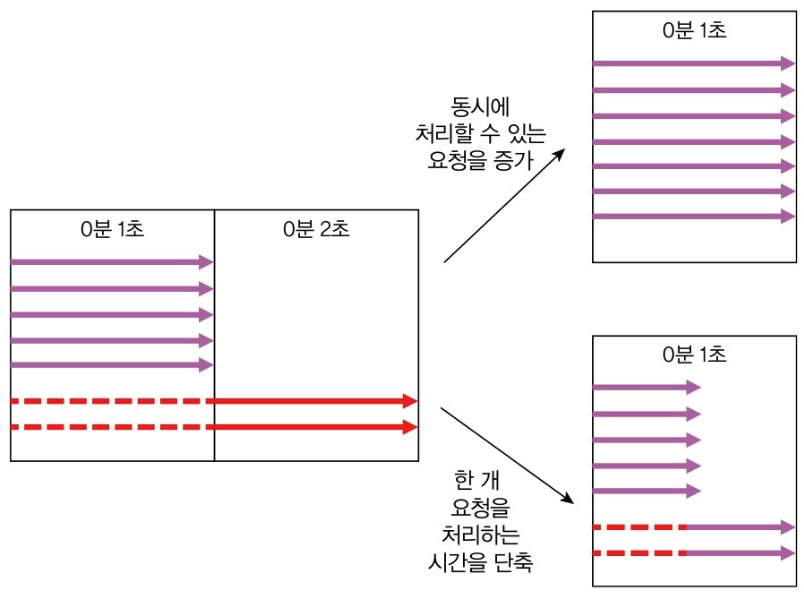 0분 1초
0분 2초
동시에
처리할 수 있는
요청을 증가
0분 1초
한 개
요청을
처리하는
시간을 단축
0분 1초